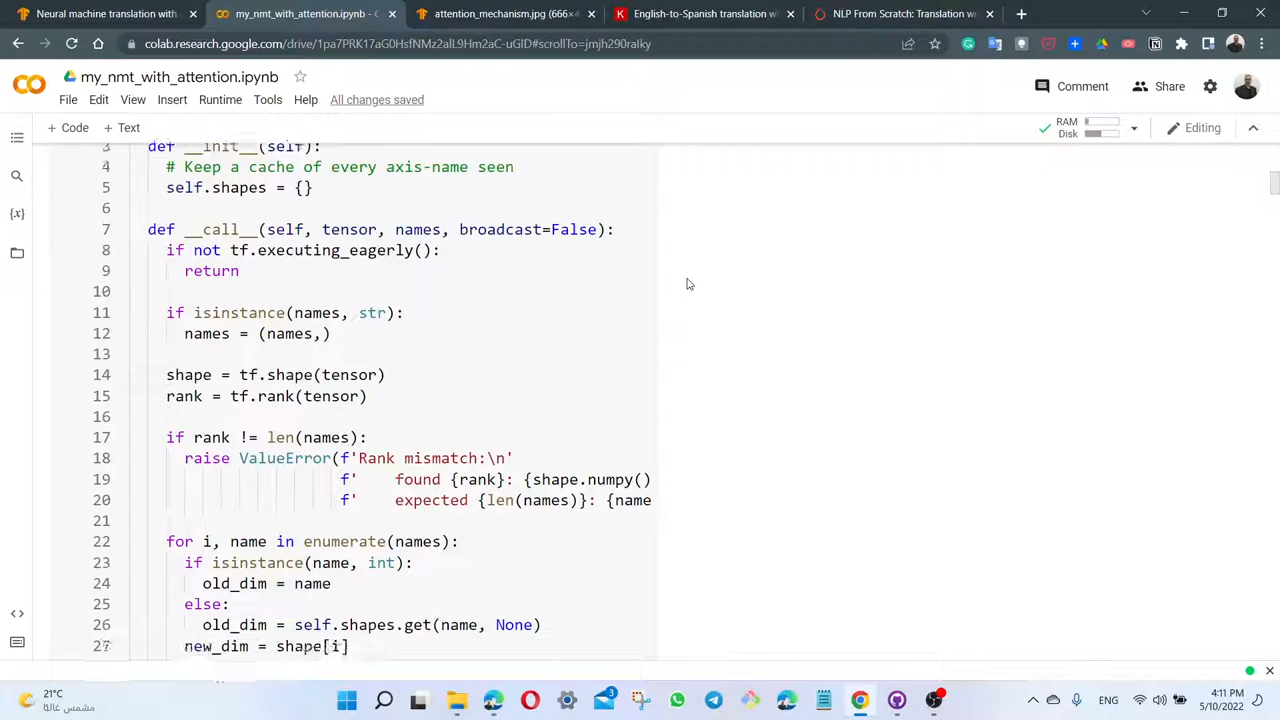 Neural machine translation with
my_nmt_with_attention.ipynb - C
attention_mechanism.jpg (666×4
English-to-Spanish translation w
NLP From Scratch: Translation w
colab.research.google.com/drive/1pa7PRK17aG0HsfNMz2alL9Hm2aC-uGID#scrollTo=jmjh290raIky
my_nmt_with_attention.ipynb
File Edit View Insert Runtime Tools Help All changes saved
Comment Share
+ Code + Text
RAM
Disk
Editing
3 def __init__(self):
4 # Keep a cache of every axis-name seen
5 self.shapes = {}
6
7 def __call__(self, tensor, names, broadcast=False):
8 if not tf.executing_eagerly():
9 return
10
11 if isinstance(names, str):
12 names = (names,)
13
14 shape = tf.shape(tensor)
15 rank = tf.rank(tensor)
16
17 if rank != len(names):
18 raise ValueError(f'Rank mismatch:\n'
19 f' found {rank}: {shape.numpy()
20 f' expected {len(names)}: {name
21
22 for i, name in enumerate(names):
23 if isinstance(name, int):
24 old_dim = name
25 else:
26 old_dim = self.shapes.get(name, None)
27 new_dim = shape[i]
21°C
مشمس غالبًا
3
ENG
4:11 PM
5/10/2022